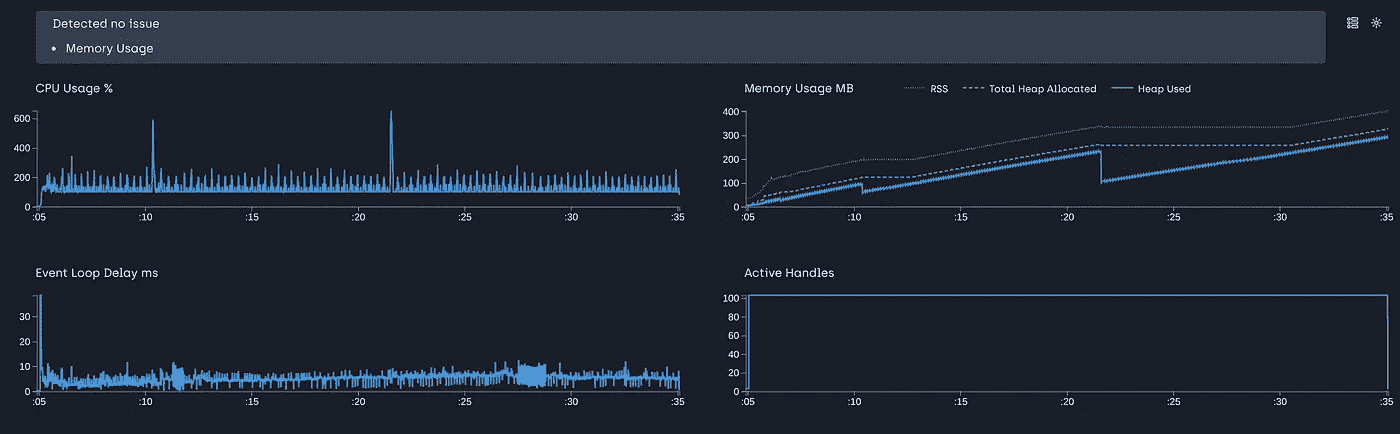 Detected no issue
• Memory Usage
CPU Usage %
600
400
200
0
:05 :10 :15 :20 :25 :30 :35
Memory Usage MB RSS Total Heap Allocated Heap Used
400
300
200
100
0
:05 :10 :15 :20 :25 :30 :35
Event Loop Delay ms
30
20
10
0
:05 :10 :15 :20 :25 :30 :35
Active Handles
100
80
60
40
20
0
:05 :10 :15 :20 :25 :30 :35